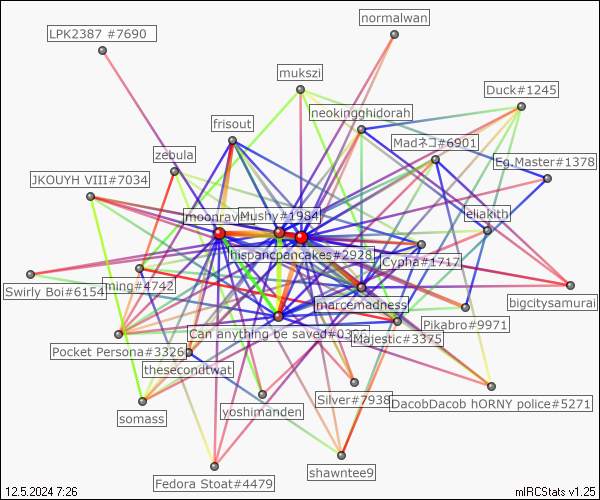 LPK2387 #7690
normalwan
mukszi
Duck#1245
neokingghidorah
frisout
Madネコ#6901
zebula
Eg.Master#1378
JKOUYH VIII#7034
moonrav
Mushy#1984
eliakith
hispancpancakes#2928
Cypha#1717
Swirly Boi#6154
ming#4742
bigcitysamurai
marcemadness
Pikabro#9971
Can anything be saved#03
Majestic#3375
Pocket Persona#3326
thesecondtwat
Silver#7938
DacobDacob hORNY police#5271
somass
yoshimanden
shawntee9
Fedora Stoat#4479
12.5.2024 7:26
mIRCStats v1.25